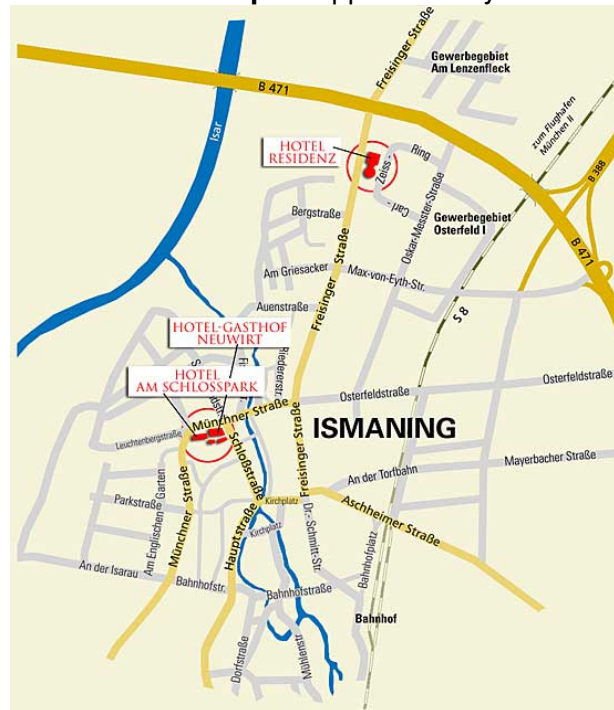 Freisinger Straße
Gewerbegebiet
Am Lenzenfleck
B 471
Isar
zum Flughafen
München II
B 388
HOTEL
RESIDENZ
Carl-
Zeiss-
Ring
Bergstraße
Oskar-Messter-Straße
Gewerbegebiet
Osterfeld I
B 471
Am Griesacker
Max-von-Eyth-Str.
Freisinger Straße
Auenstraße
S 8
HOTEL-GASTHOF
NEUWIRT
HOTEL
AM SCHLOSSPARK
Riedererstr.
Osterfeldstraße
Osterfeldstraße
Münchner Straße
ISMANING
Leuchtenbergstraße
Schloßstraße
Freisinger Straße
An der Torfbahn
Mayerbacher Straße
Parkstraße
Am Englischen Garten
Münchner Straße
Hauptstraße
Kirchplatz
Kirchplatz
Dr.-Schmitt-Str.
Aschheimer Straße
An der Isarau
Bahnhofstr.
Bahnhofstraße
Bahnhofplatz
Bahnhof
Dorfstraße
Mühlenstr